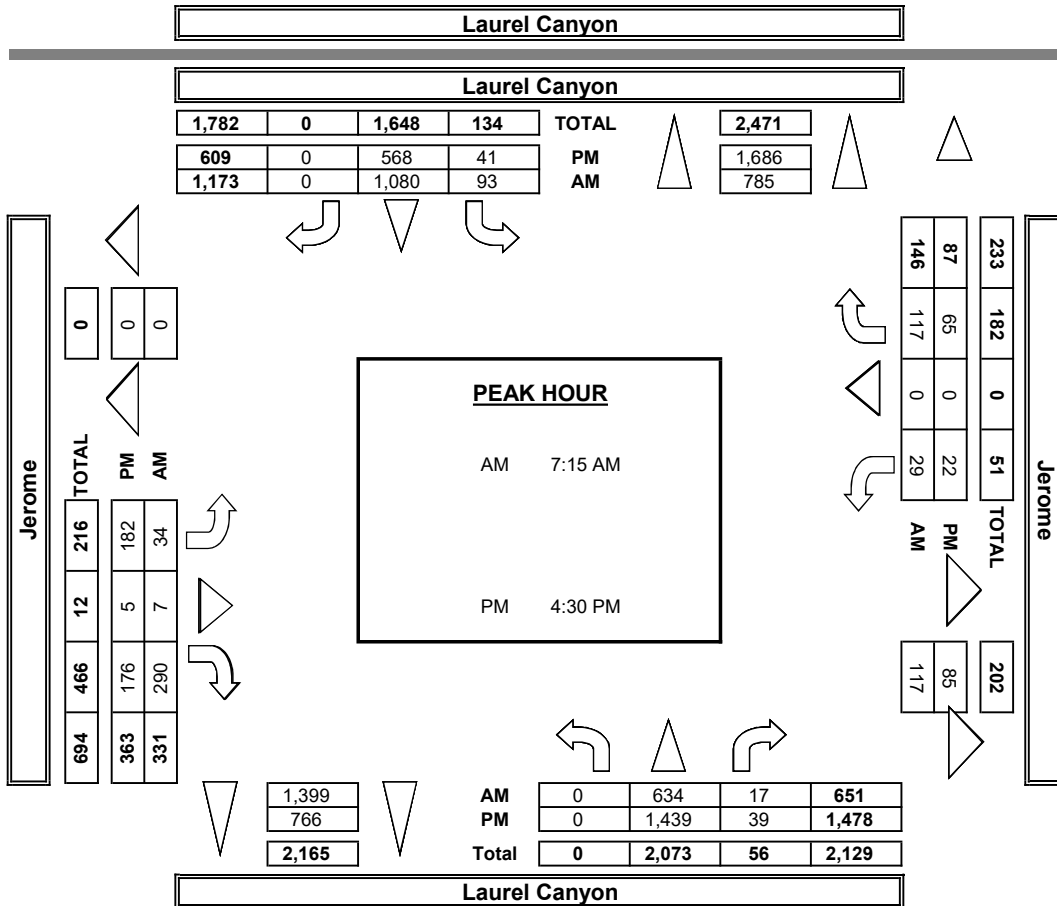 Laurel Canyon
Laurel Canyon
1,782 0 1,648 134 TOTAL 2,471
609 0 568 41 PM 1,686
1,173 0 1,080 93 AM 785
Jerome
0 0 0
TOTAL PM AM
216 182 34
12 5 7
466 176 290
694 363 331
PEAK HOUR
AM 7:15 AM
PM 4:30 PM
146 87 233
117 65 182
0 0 0
29 22 51
AM PM TOTAL
117 85 202
Jerome
1,399 AM 0 634 17 651
766 PM 0 1,439 39 1,478
2,165 Total 0 2,073 56 2,129
Laurel Canyon